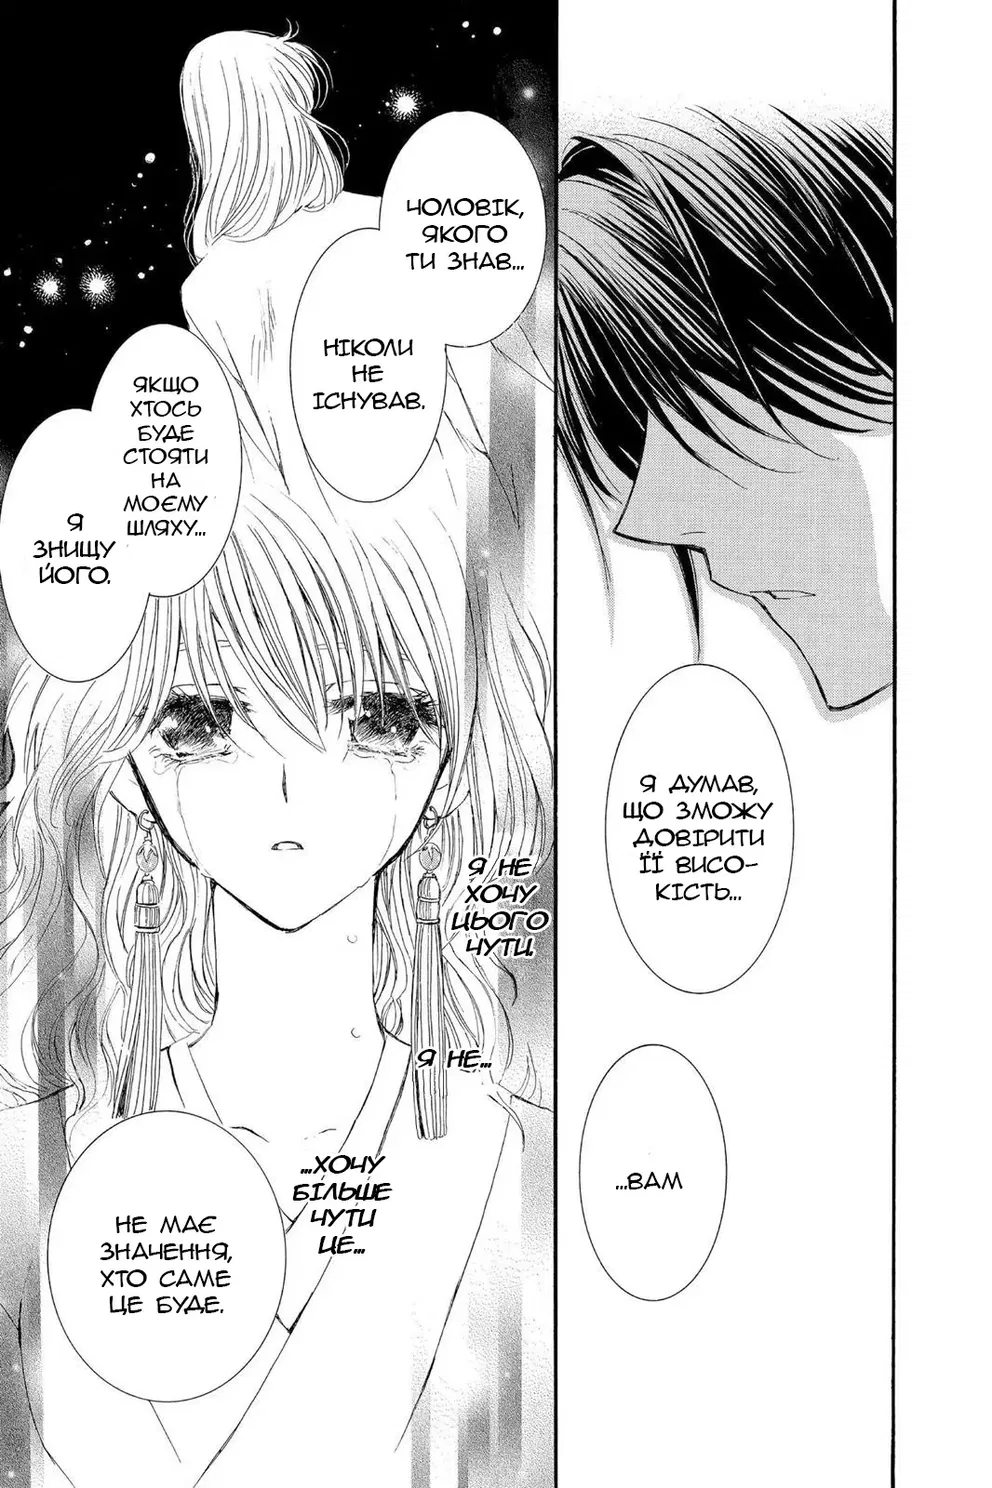 Я ДУМАВ,
ЩО ЗМОЖУ
ДОВІРИТИ
ЇЇ ВИСО-
КІСТЬ...
...ВАМ
ЧОЛОВІК,
ЯКОГО
ТИ ЗНАВ...
НІКОЛИ
НЕ
ІСНУВАВ.
ЯКЩО
ХТОСЬ
БУДЕ
СТОЯТИ
НА
МОЄМУ
ШЛЯХУ...
Я
ЗНИЩУ
ЙОГО.
Я НЕ
ХОЧУ
ЦЬОГО
ЧУТИ.
Я НЕ...
...ХОЧУ
БІЛЬШЕ
ЧУТИ
ЦЕ...
НЕ МАЄ
ЗНАЧЕННЯ,
ХТО САМЕ
ЦЕ БУДЕ.